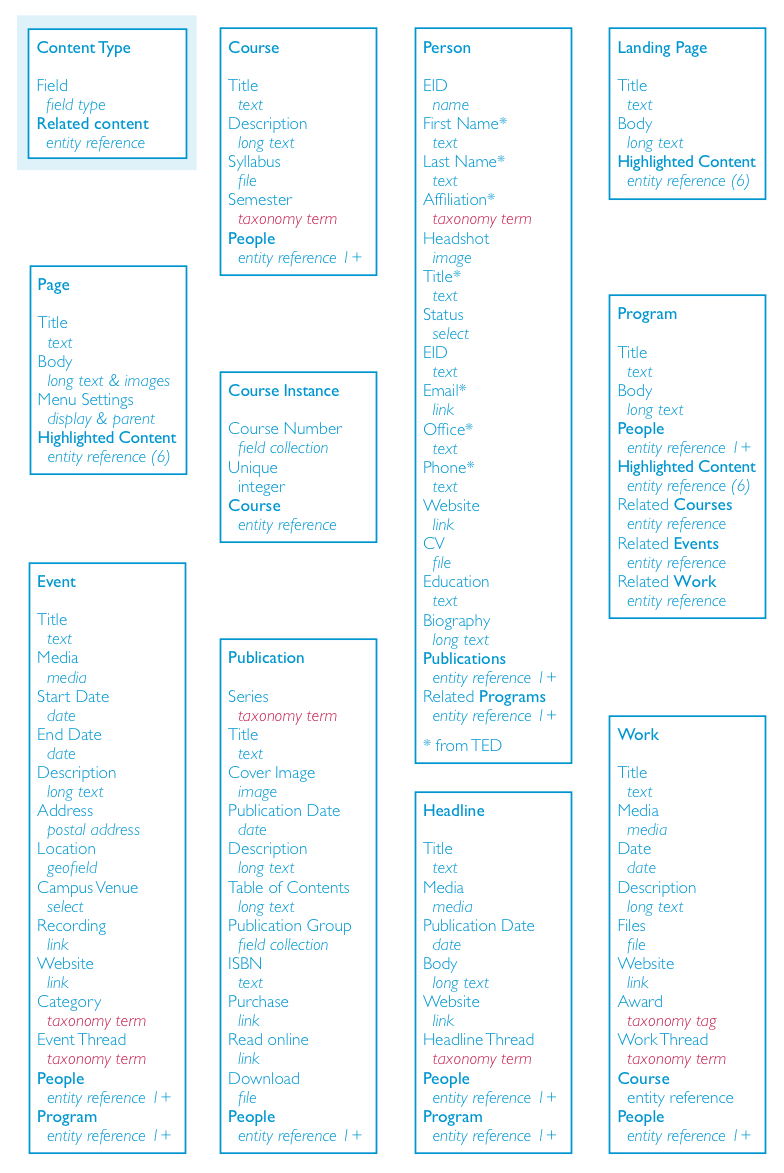 Content Type
Field
field type
Related content
entity reference
Page
Title
text
Body
long text & images
Menu Settings
display & parent
Highlighted Content
entity reference (6)
Event
Title
text
Media
media
Start Date
date
End Date
date
Description
long text
Address
postal address
Location
geofield
Campus Venue
select
Recording
link
Website
link
Category
taxonomy term
Event Thread
taxonomy term
People
entity reference 1+
Program
entity reference 1+
Course
Title
text
Description
long text
Syllabus
file
Semester
taxonomy term
People
entity reference 1+
Course Instance
Course Number
field collection
Unique
integer
Course
entity reference
Publication
Series
taxonomy term
Title
text
Cover Image
image
Publication Date
date
Description
long text
Table of Contents
long text
Publication Group
field collection
ISBN
text
Purchase
link
Read online
link
Download
file
People
entity reference 1+
Person
EID
name
First Name*
text
Last Name*
text
Affiliation*
taxonomy term
Headshot
image
Title*
text
Status
select
EID
text
Email*
link
Office*
text
Phone*
text
Website
link
CV
file
Education
text
Biography
long text
Publications
entity reference 1+
Related Programs
entity reference 1+
* from TED
Headline
Title
text
Media
media
Publication Date
date
Body
long text
Website
link
Headline Thread
taxonomy term
People
entity reference 1+
Program
entity reference 1+
Landing Page
Title
text
Body
long text
Highlighted Content
entity reference (6)
Program
Title
text
Body
long text
People
entity reference 1+
Highlighted Content
entity reference (6)
Related Courses
entity reference
Related Events
entity reference
Related Work
entity reference
Work
Title
text
Media
media
Date
date
Description
long text
Files
file
Website
link
Award
taxonomy tag
Work Thread
taxonomy term
Course
entity reference
People
entity reference 1+